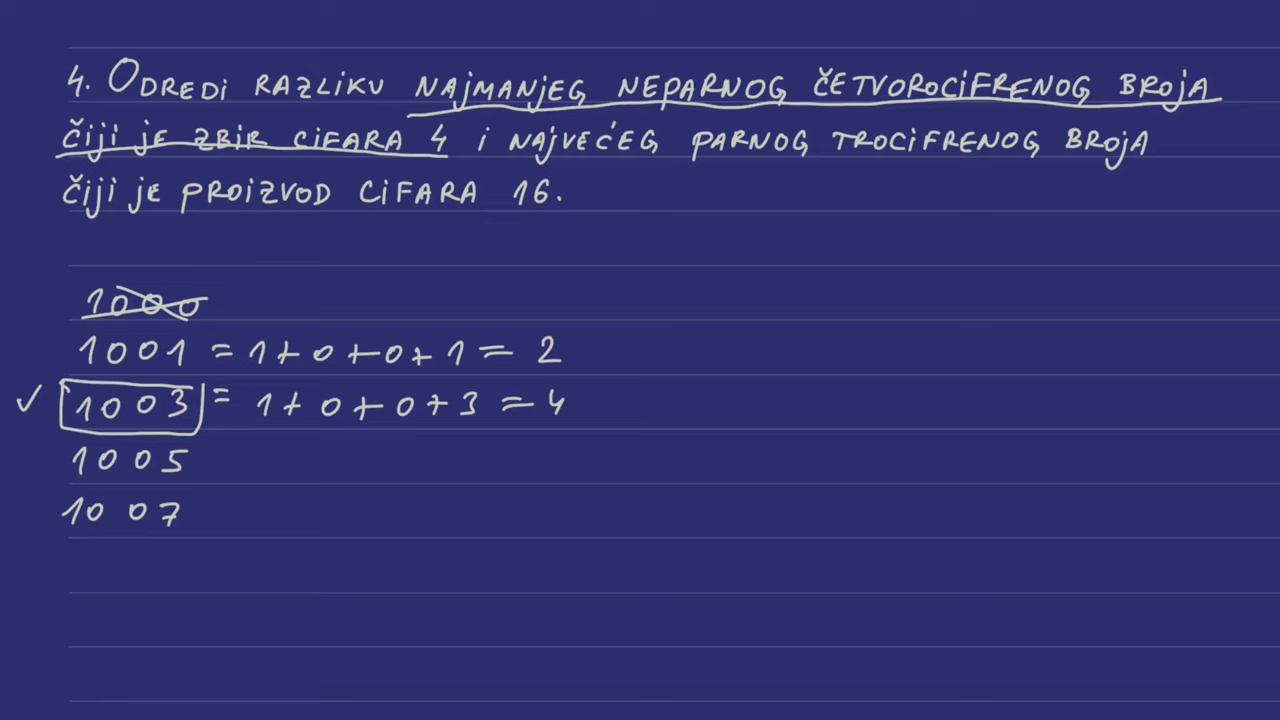 4. ODREDI RAZLIKU NAJMANJEG NEPARNOG ČETVOROCIFRENOG BROJA
ČIJI JE ZBIR CIFARA 4 I NAJVEĆEG PARNOG TROCIFRENOG BROJA
ČIJI JE PROIZVOD CIFARA 16.
1000
1001 = 1+0+0+1 = 2
✓ 1003 = 1+0+0+3 = 4
1005
1007